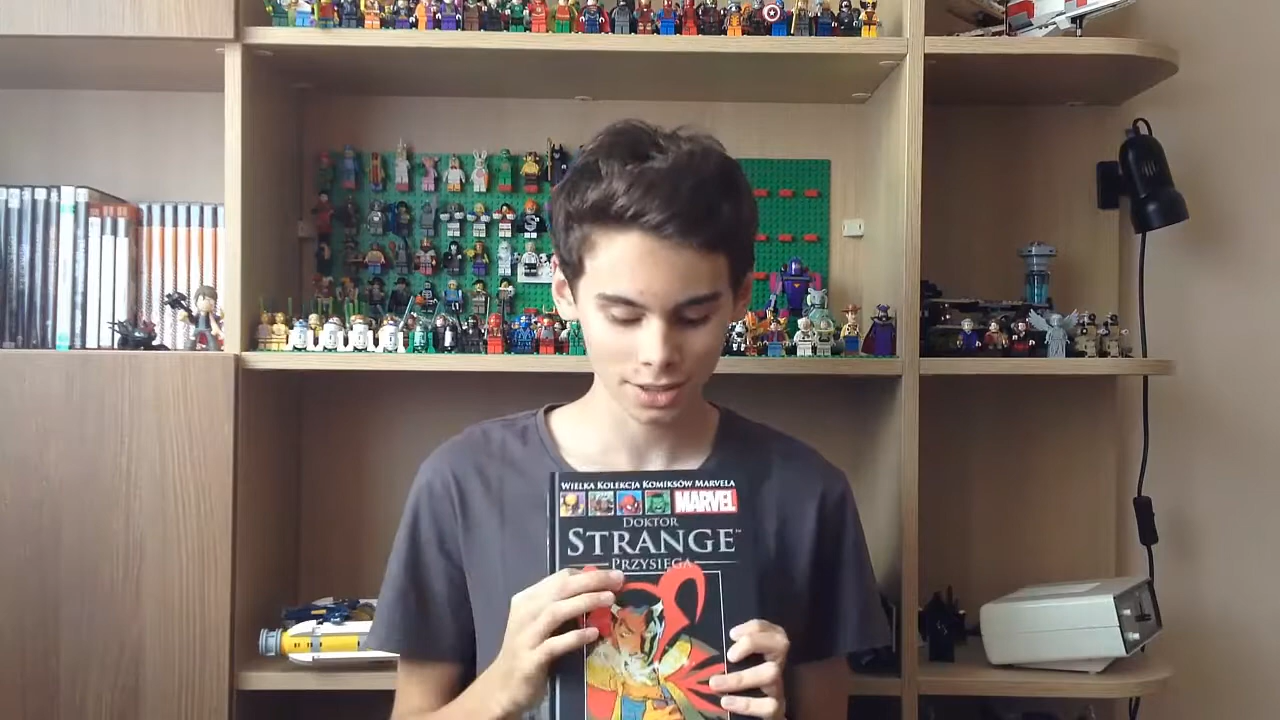 WIELKA KOLEKCJA KOMIKSÓW MARVELA
MARVEL
DOKTOR
STRANGE™
PRZYSIĘGA